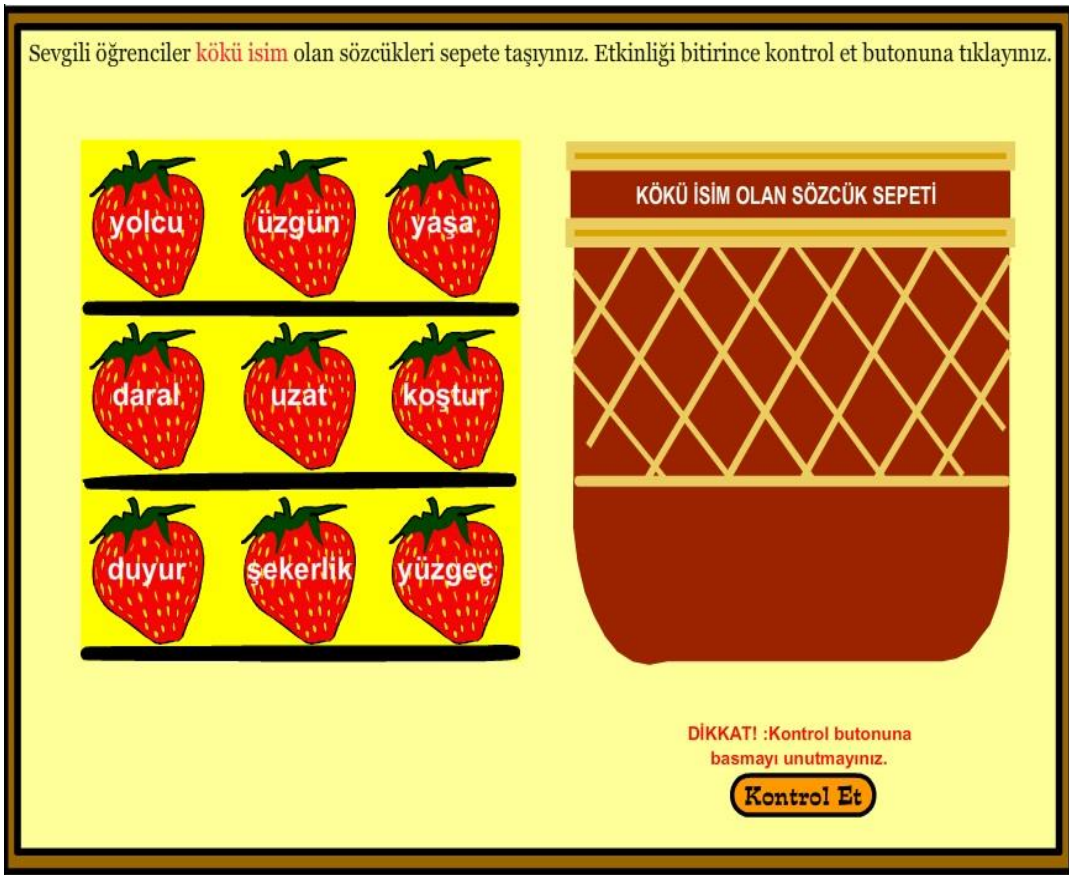 Sevgili öğrenciler kökü isim olan sözcükleri sepete taşıyınız. Etkinliği bitirince kontrol et butonuna tıklayınız.
yolcu üzgün yaşa
daral uzat koştur
duyur şekerlik yüzgeç
KÖKÜ İSİM OLAN SÖZCÜK SEPETİ
DİKKAT! :Kontrol butonuna
basmayı unutmayınız.
Kontrol Et